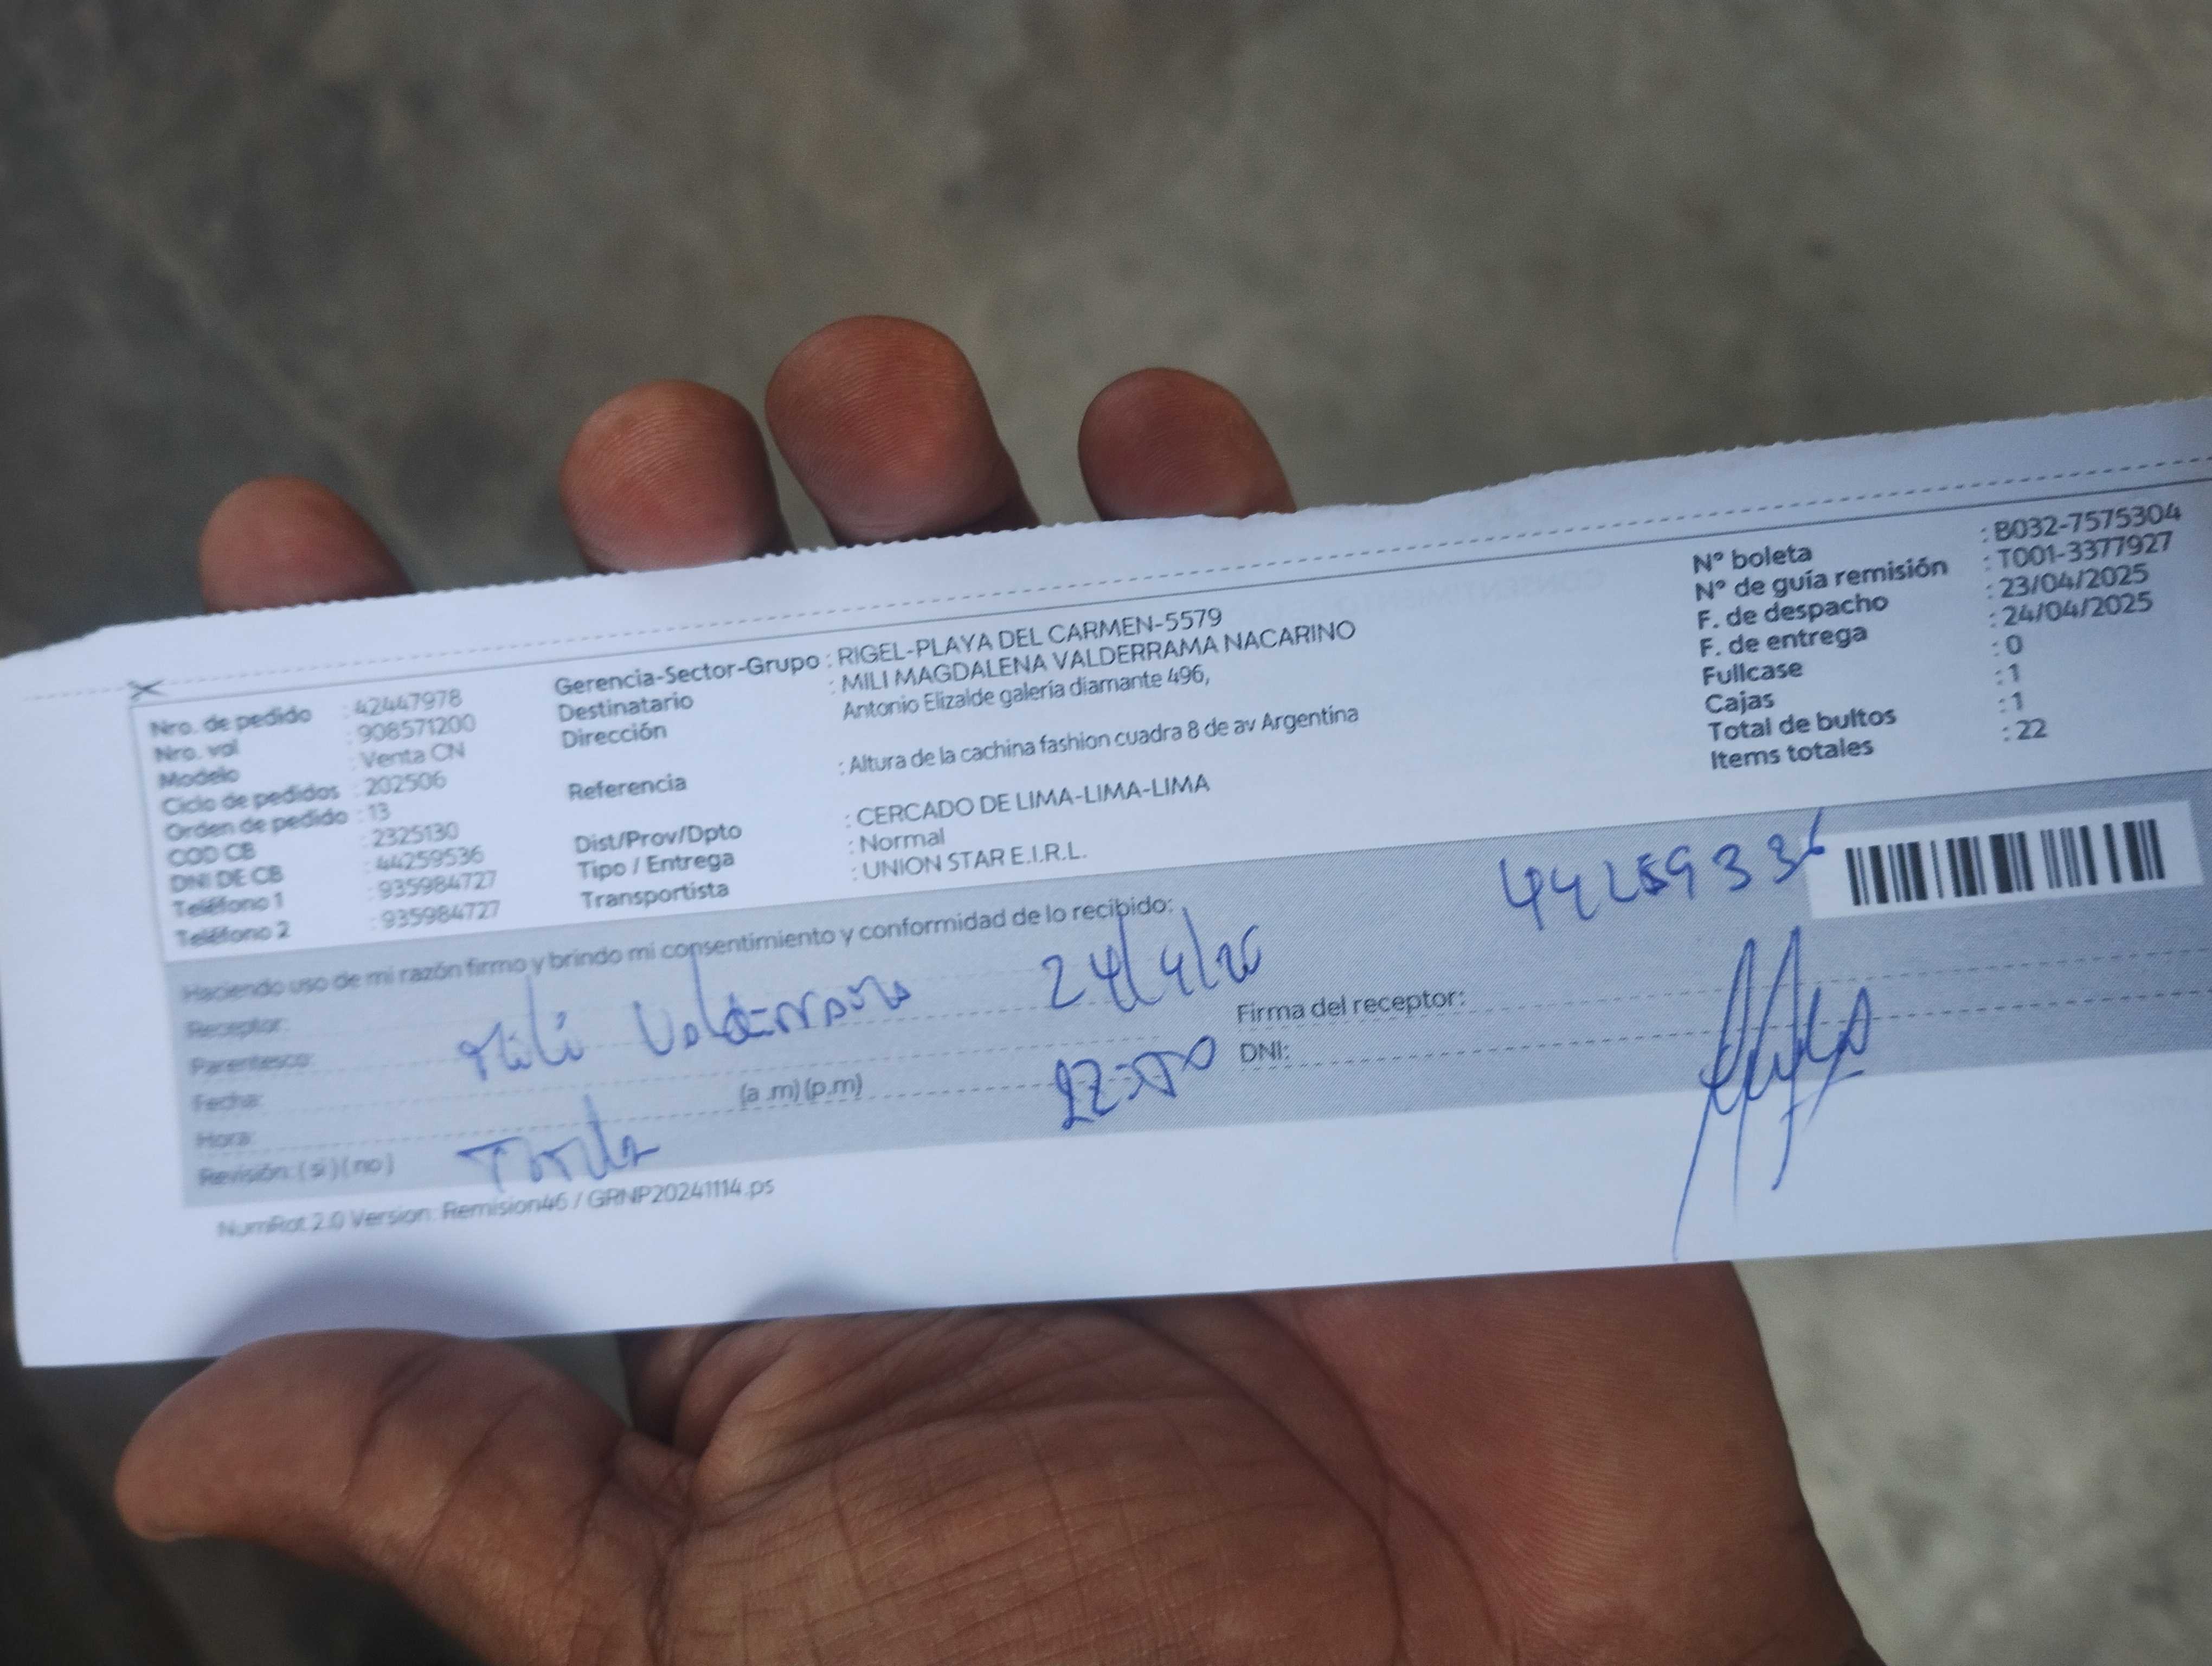 Nro. de pedido : 42447978
Nro. vol : 908571200
Modelo : Venta CN
Ciclo de pedidos : 202506
Orden de pedido : 13
COD CB : 2325130
DNI DE CB : 44259536
Teléfono 1 : 935984727
Teléfono 2 : 935984727
Gerencia-Sector-Grupo : RIGEL-PLAYA DEL CARMEN-5579
Destinatario : MILI MAGDALENA VALDERRAMA NACARINO
Dirección Antonio Elizalde galería diamante 496,
Referencia : Altura de la cachina fashion cuadra 8 de av Argentina
Dist/Prov/Dpto : CERCADO DE LIMA-LIMA-LIMA
Tipo / Entrega : Normal
Transportista : UNION STAR E.I.R.L.
N° boleta : B032-7575304
N° de guía remisión : T001-3377927
F. de despacho : 23/04/2025
F. de entrega : 24/04/2025
Fullcase : 0
Cajas : 1
Total de bultos : 1
Items totales : 22
Haciendo uso de mi razón firmo y brindo mi consentimiento y conformidad de lo recibido:
Receptor:
Parentesco: Mili Valderrama 24/4/
Fecha:
Hora: (a .m) (p.m)
Revisión: ( si ) ( no )
Firma del receptor:
DNI:
NumRot 2.0 Version: Remision46 / GRNP20241114.ps